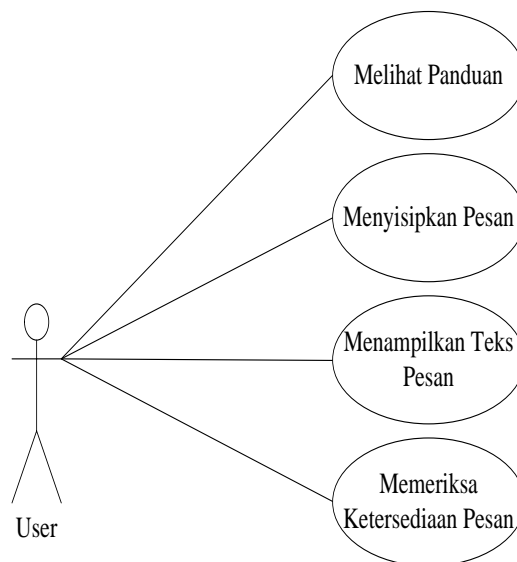 Melihat Panduan
Menyisipkan Pesan
Menampilkan Teks
Pesan
Memeriksa
Ketersediaan Pesan
User